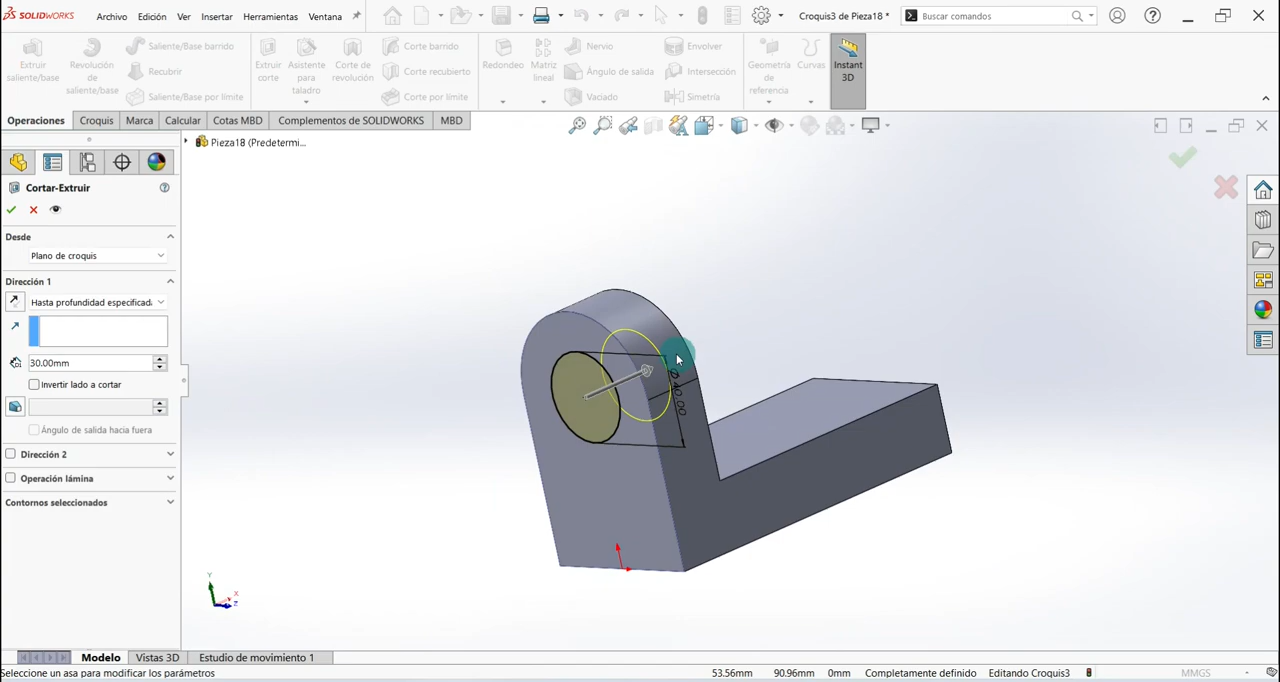 SOLIDWORKS
Archivo Edición Ver Insertar Herramientas Ventana
Croquis3 de Pieza18 *
Buscar comandos
Extruir saliente/base
Revolución de saliente/base
Saliente/Base barrido
Recubrir
Saliente/Base por límite
Extruir corte
Asistente para taladro
Corte de revolución
Corte barrido
Corte recubierto
Corte por límite
Redondeo
Matriz lineal
Nervio
Ángulo de salida
Vaciado
Envolver
Intersección
Simetría
Geometría de referencia
Curvas
Instant 3D
Operaciones Croquis Marca Calcular Cotas MBD Complementos de SOLIDWORKS MBD
Pieza18 (Predetermi...
Cortar-Extruir
Desde
Plano de croquis
Dirección 1
Hasta profundidad especificada
30.00mm
Invertir lado a cortar
Ángulo de salida hacia fuera
Dirección 2
Operación lámina
Contornos seleccionados
Ø 40.00
Y
X
Z
Modelo Vistas 3D Estudio de movimiento 1
Seleccione un asa para modificar los parámetros
53.56mm 90.96mm 0mm Completamente definido Editando Croquis3 MMGS